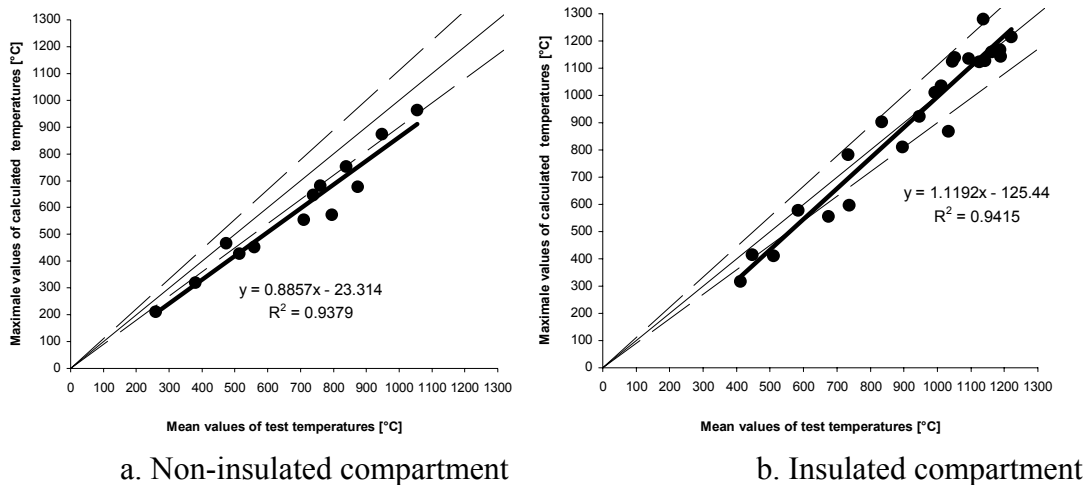 Maximale values of calculated temperatures [°C]
1300
1200
1100
1000
900
800
700
600
500
400
300
200
100
0
y = 0.8857x - 23.314
R² = 0.9379
0 100 200 300 400 500 600 700 800 900 1000 1100 1200 1300
Mean values of test temperatures [°C]
a. Non-insulated compartment
Maximale values of calculated temperatures [°C]
1300
1200
1100
1000
900
800
700
600
500
400
300
200
100
0
y = 1.1192x - 125.44
R² = 0.9415
0 100 200 300 400 500 600 700 800 900 1000 1100 1200 1300
Mean values of test temperatures [°C]
b. Insulated compartment